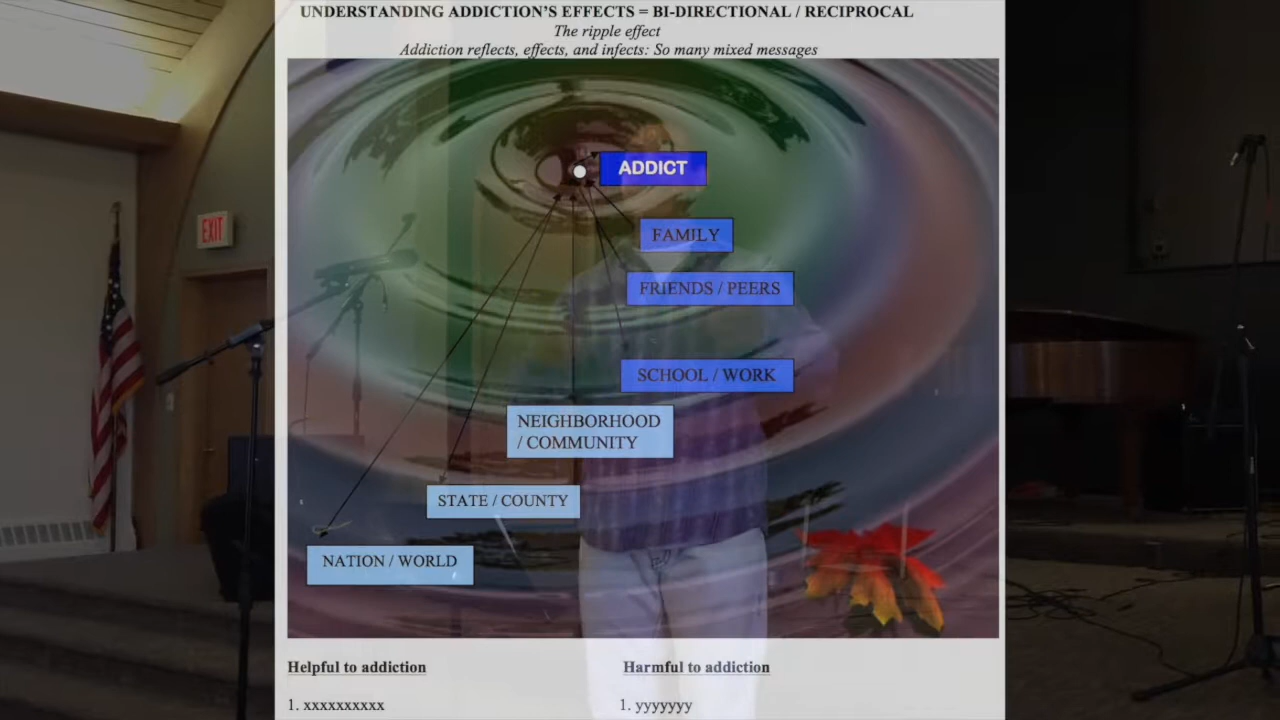 UNDERSTANDING ADDICTION'S EFFECTS = BI-DIRECTIONAL / RECIPROCAL
The ripple effect
Addiction reflects, effects, and infects: So many mixed messages
ADDICT
EXIT
FAMILY
FRIENDS / PEERS
SCHOOL / WORK
NEIGHBORHOOD
/ COMMUNITY
STATE / COUNTY
NATION / WORLD
Helpful to addiction
Harmful to addiction
1. xxxxxxxxxx
1. yyyyyyy